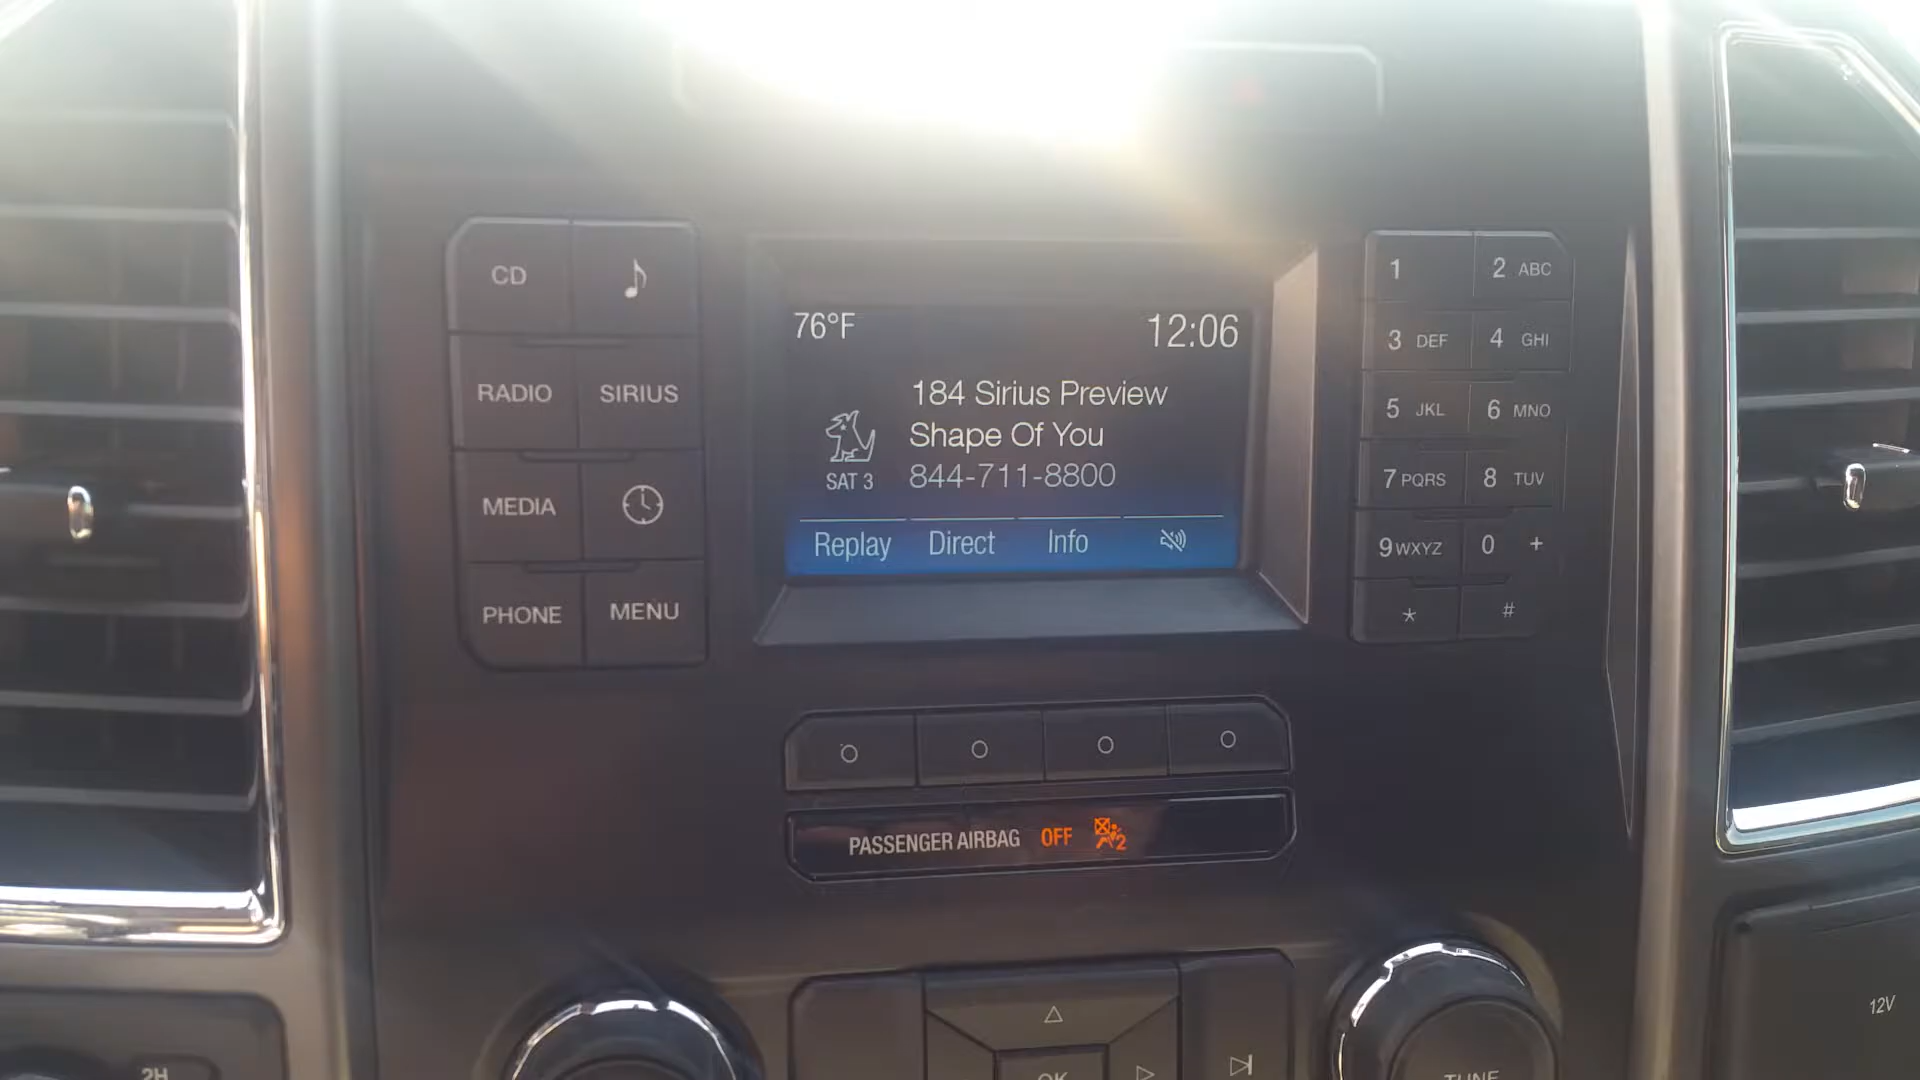 CD
RADIO SIRIUS
MEDIA
PHONE MENU
76°F 12:06
184 Sirius Preview
Shape Of You
SAT 3 844-711-8800
Replay Direct Info
1 2 ABC
3 DEF 4 GHI
5 JKL 6 MNO
7 PQRS 8 TUV
9 WXYZ 0 +
* #
PASSENGER AIRBAG OFF 2
12V
2H
OK
TUNE